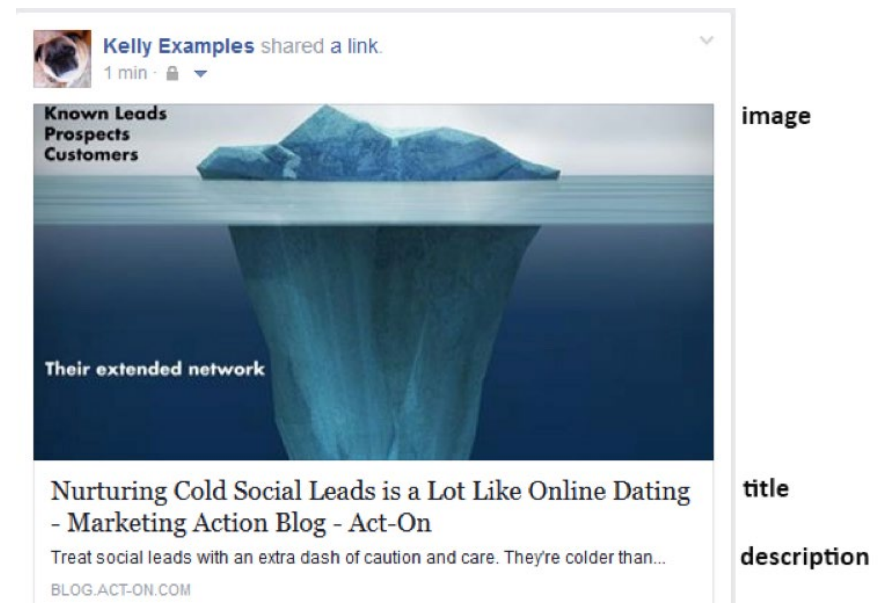 Kelly Examples shared a link.
1 min ·
Known Leads
Prospects
Customers
image
Their extended network
Nurturing Cold Social Leads is a Lot Like Online Dating
- Marketing Action Blog - Act-On
title
Treat social leads with an extra dash of caution and care. They're colder than...
description
BLOG.ACT-ON.COM